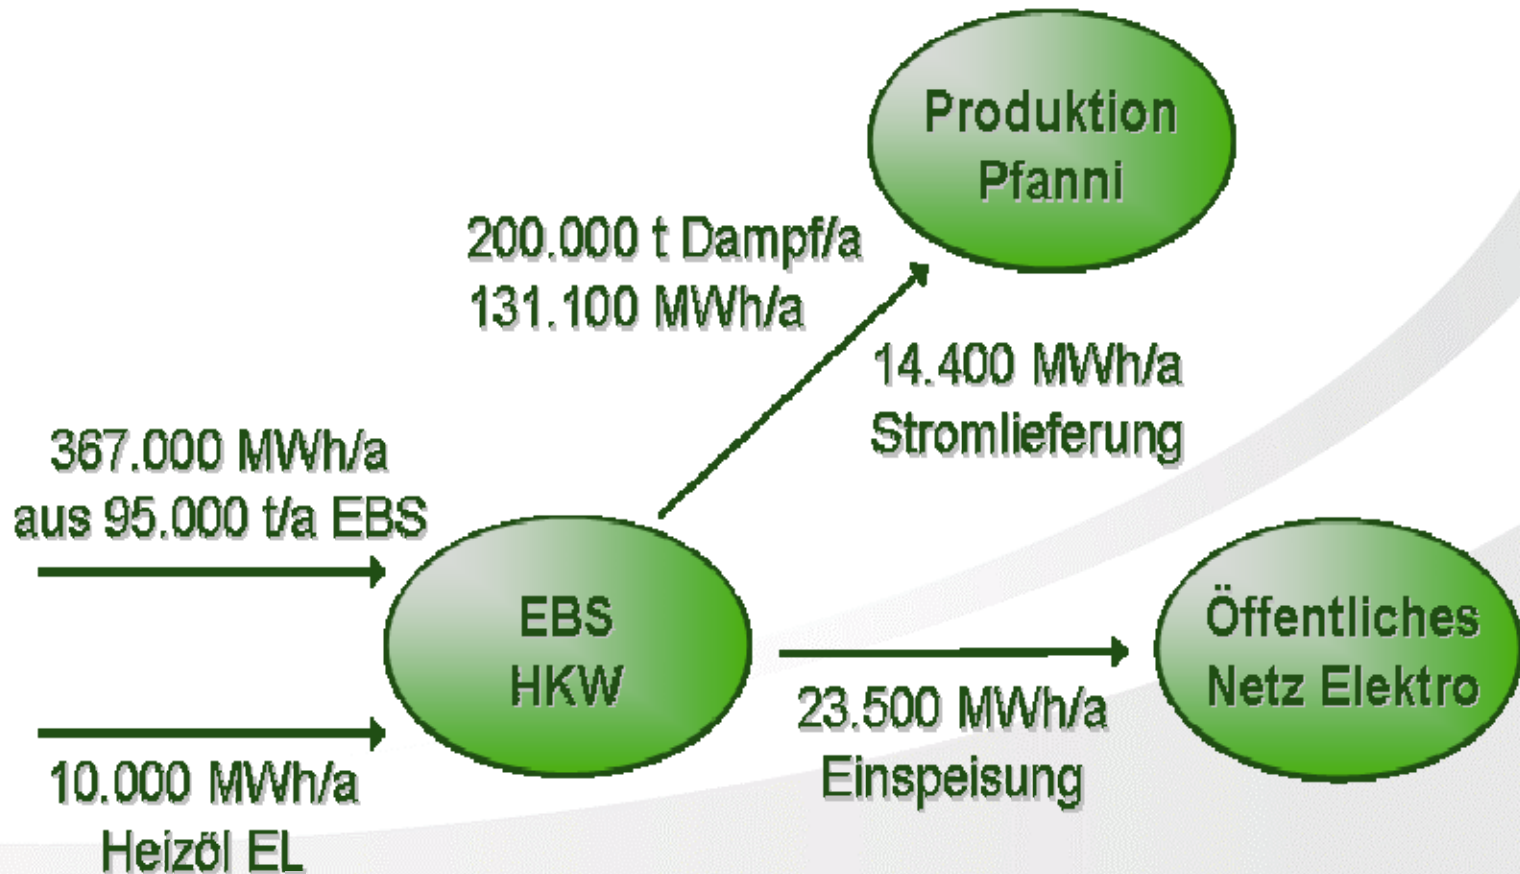 Produktion
Pfanni
200.000 t Dampf/a
131.100 MWh/a
14.400 MWh/a
Stromlieferung
367.000 MWh/a
aus 95.000 t/a EBS
EBS
HKW
Öffentliches
Netz Elektro
23.500 MWh/a
Einspeisung
10.000 MWh/a
Heizöl EL